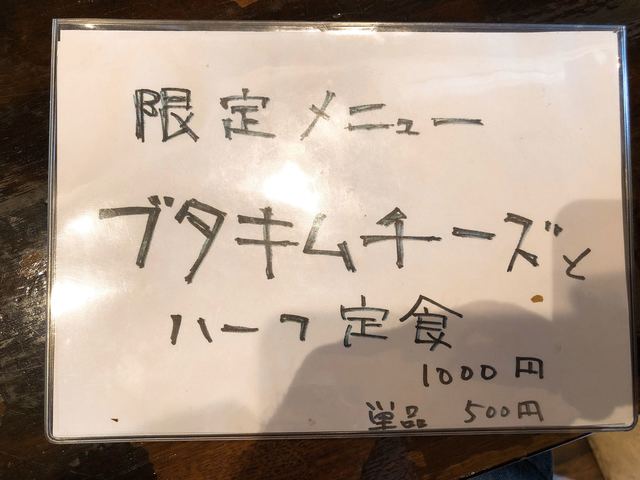 限定メニュー
ブタキムチーズと
ハーフ定食
1000円
単品 500円